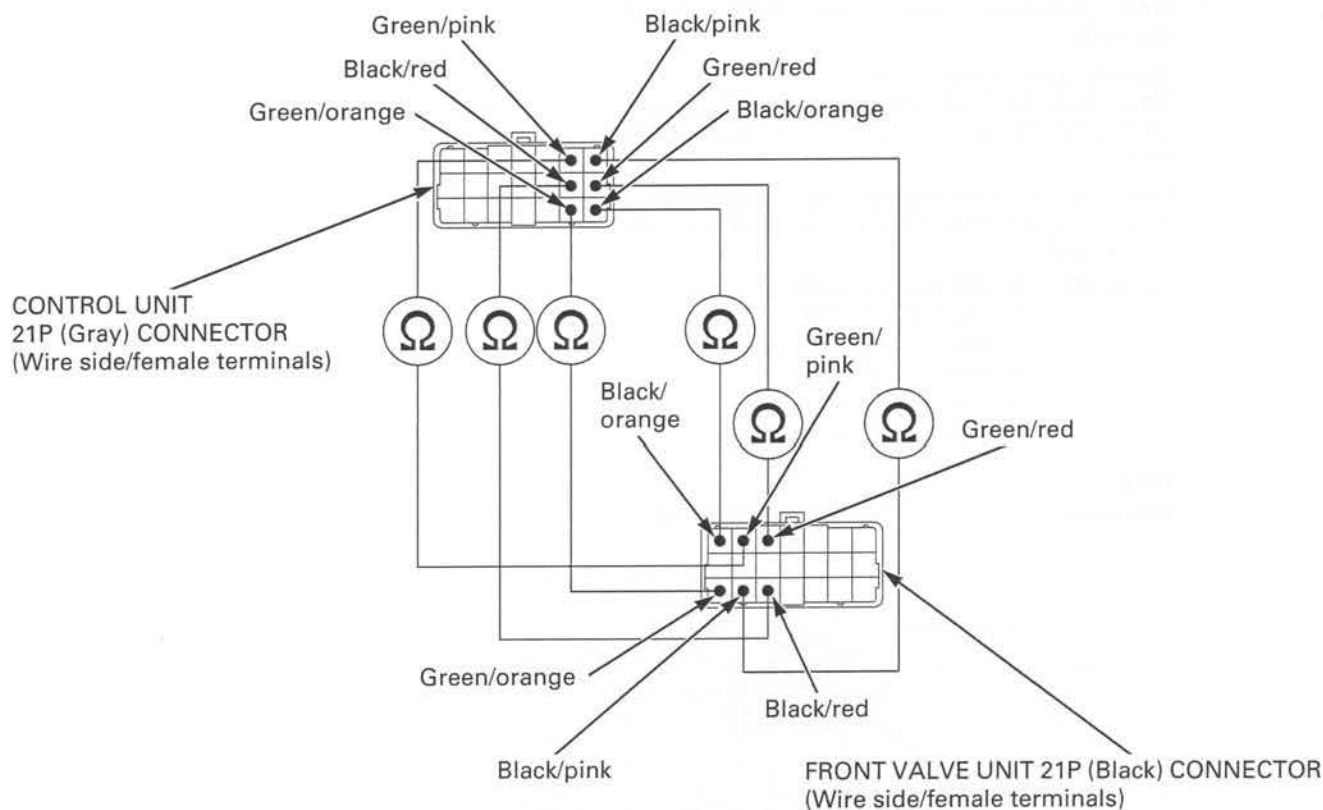 Green/pink
Black/pink
Black/red
Green/red
Green/orange
Black/orange
CONTROL UNIT
21P (Gray) CONNECTOR
(Wire side/female terminals)
Ω
Ω
Ω
Ω
Green/
pink
Black/
orange
Ω
Ω
Green/red
Green/orange
Black/red
Black/pink
FRONT VALVE UNIT 21P (Black) CONNECTOR
(Wire side/female terminals)